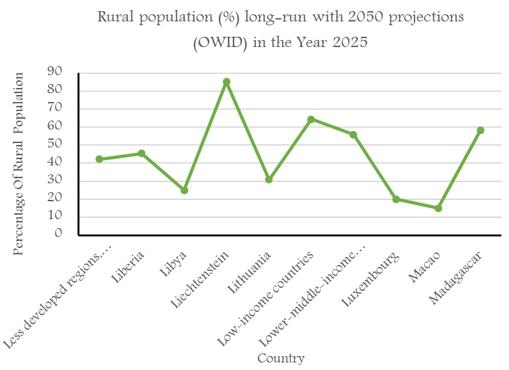 Rural population (%) long-run with 2050 projections
(OWID) in the Year 2025
Percentage Of Rural Population
90
80
70
60
50
40
30
20
10
0
Less developed regions,...
Liberia
Libya
Liechtenstein
Lithuania
Low-income countries
Lower-middle-income...
Luxembourg
Macao
Madagascar
Country